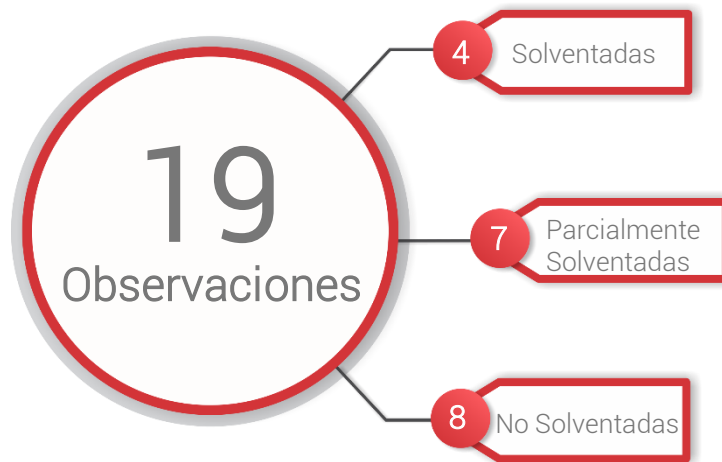 19
Observaciones
4
Solventadas
7
Parcialmente
Solventadas
8
No Solventadas